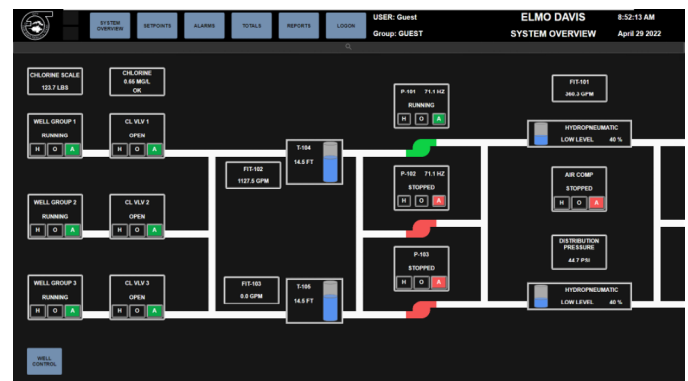 SYSTEM
OVERVIEW
SETPOINTS
ALARMS
TOTALS
REPORTS
LOGON
USER: Guest
Group: GUEST
ELMO DAVIS
SYSTEM OVERVIEW
8:52:13 AM
April 29 2022
CHLORINE SCALE
123.7 LBS
CHLORINE
0.66 MG/L
OK
P-101 71.1 HZ
RUNNING
H O A
FIT-101
360.3 GPM
WELL GROUP 1
RUNNING
H O A
CL VLV 1
OPEN
H O A
T-104
14.5 FT
HYDROPNEUMATIC
LOW LEVEL 40 %
FIT-102
1127.5 GPM
P-102 71.1 HZ
STOPPED
H O A
AIR COMP
STOPPED
H O A
WELL GROUP 2
RUNNING
H O A
CL VLV 2
OPEN
H O A
P-103
STOPPED
H O A
DISTRIBUTION
PRESSURE
44.7 PSI
WELL GROUP 3
RUNNING
H O A
CL VLV 3
OPEN
H O A
FIT-103
0.0 GPM
T-105
14.5 FT
HYDROPNEUMATIC
LOW LEVEL 40 %
WELL
CONTROL